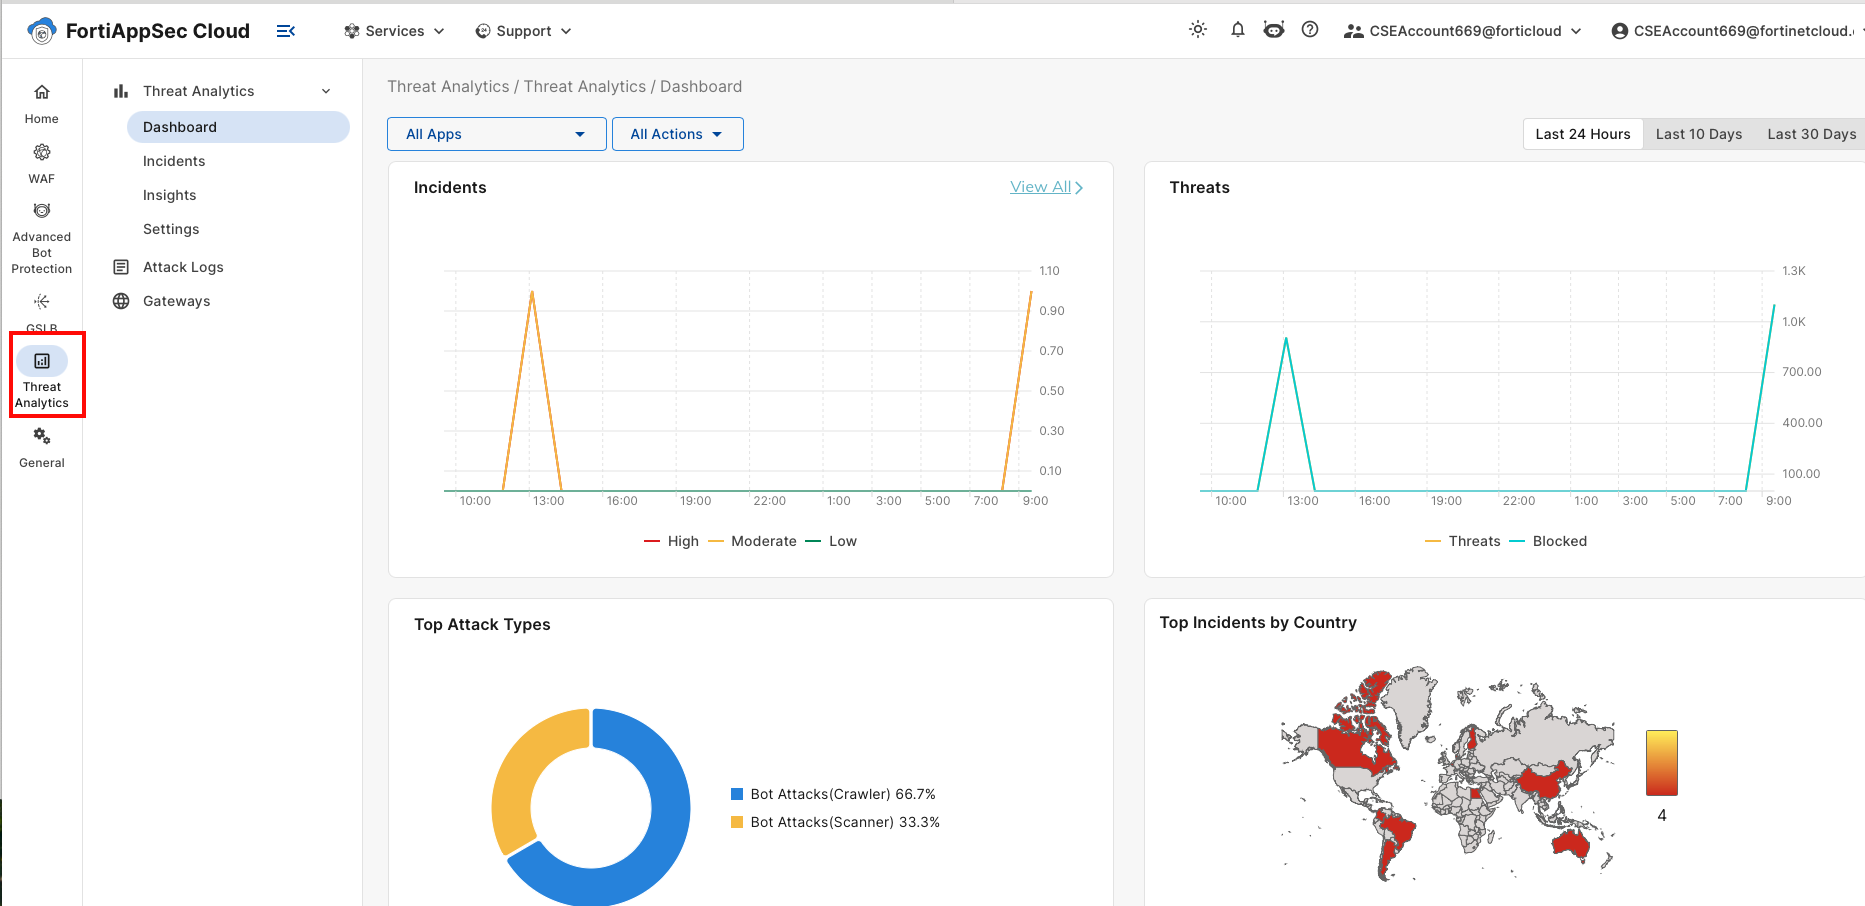 FortiAppSec Cloud
Services
Support
CSEAccount669@forticloud
CSEAccount669@fortinetcloud.
Home
WAF
Advanced
Bot
Protection
GSLB
Threat
Analytics
General
Threat Analytics
Dashboard
Incidents
Insights
Settings
Attack Logs
Gateways
Threat Analytics / Threat Analytics / Dashboard
All Apps
All Actions
Last 24 Hours
Last 10 Days
Last 30 Days
Incidents
View All
1.10
0.90
0.70
0.50
0.30
0.10
10:00 13:00 16:00 19:00 22:00 1:00 3:00 5:00 7:00 9:00
High Moderate Low
Threats
1.3K
1.0K
700.00
400.00
100.00
10:00 13:00 16:00 19:00 22:00 1:00 3:00 5:00 7:00 9:00
Threats Blocked
Top Attack Types
Bot Attacks(Crawler) 66.7%
Bot Attacks(Scanner) 33.3%
Top Incidents by Country
4